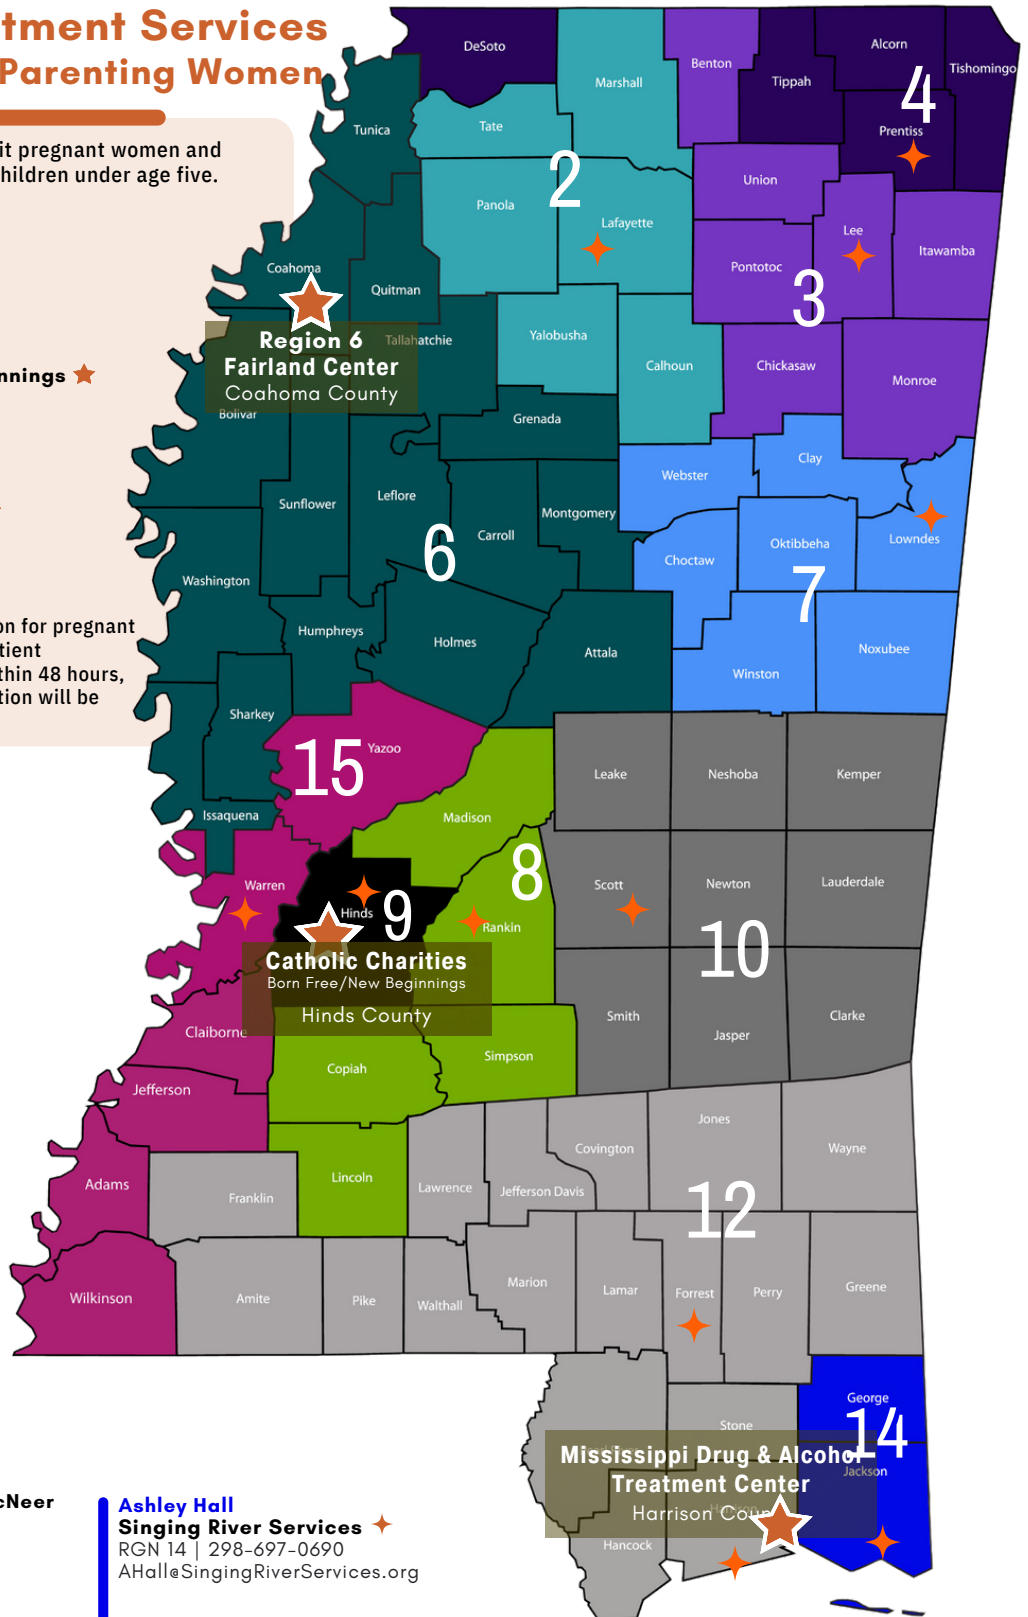 tment Services
Parenting Women
it pregnant women and
hildren under age five.
nnings
on for pregnant
tient
thin 48 hours,
tion will be
DeSoto
Marshall
Benton
Tippah
Alcorn
Tishomingo
4
Prentiss
Tunica
Tate
2
Union
Panola
Lafayette
Lee
Itawamba
Pontotoc
3
Coahoma
Quitman
Region 6
Fairland Center
Coahoma County
Tallahatchie
Yalobusha
Calhoun
Chickasaw
Monroe
Bolivar
Grenada
Clay
Webster
Sunflower
Leflore
Carroll
Montgomery
6
Choctaw
Oktibbeha
Lowndes
7
Washington
Humphreys
Holmes
Attala
Winston
Noxubee
Sharkey
Yazoo
15
Leake
Neshoba
Kemper
Issaquena
Madison
8
Warren
Hinds
9
Rankin
Scott
Newton
Lauderdale
10
Catholic Charities
Born Free/New Beginnings
Hinds County
Claiborne
Copiah
Simpson
Smith
Jasper
Clarke
Jefferson
Jones
Covington
Wayne
Adams
Franklin
Lincoln
Lawrence
Jefferson Davis
12
Wilkinson
Amite
Pike
Walthall
Marion
Lamar
Forrest
Perry
Greene
George
14
Stone
Mississippi Drug & Alcohol
Treatment Center
Harrison Coun
Jackson
Harrison
Hancock
cNeer
Ashley Hall
Singing River Services
RGN 14 | 298-697-0690
AHall@SingingRiverServices.org